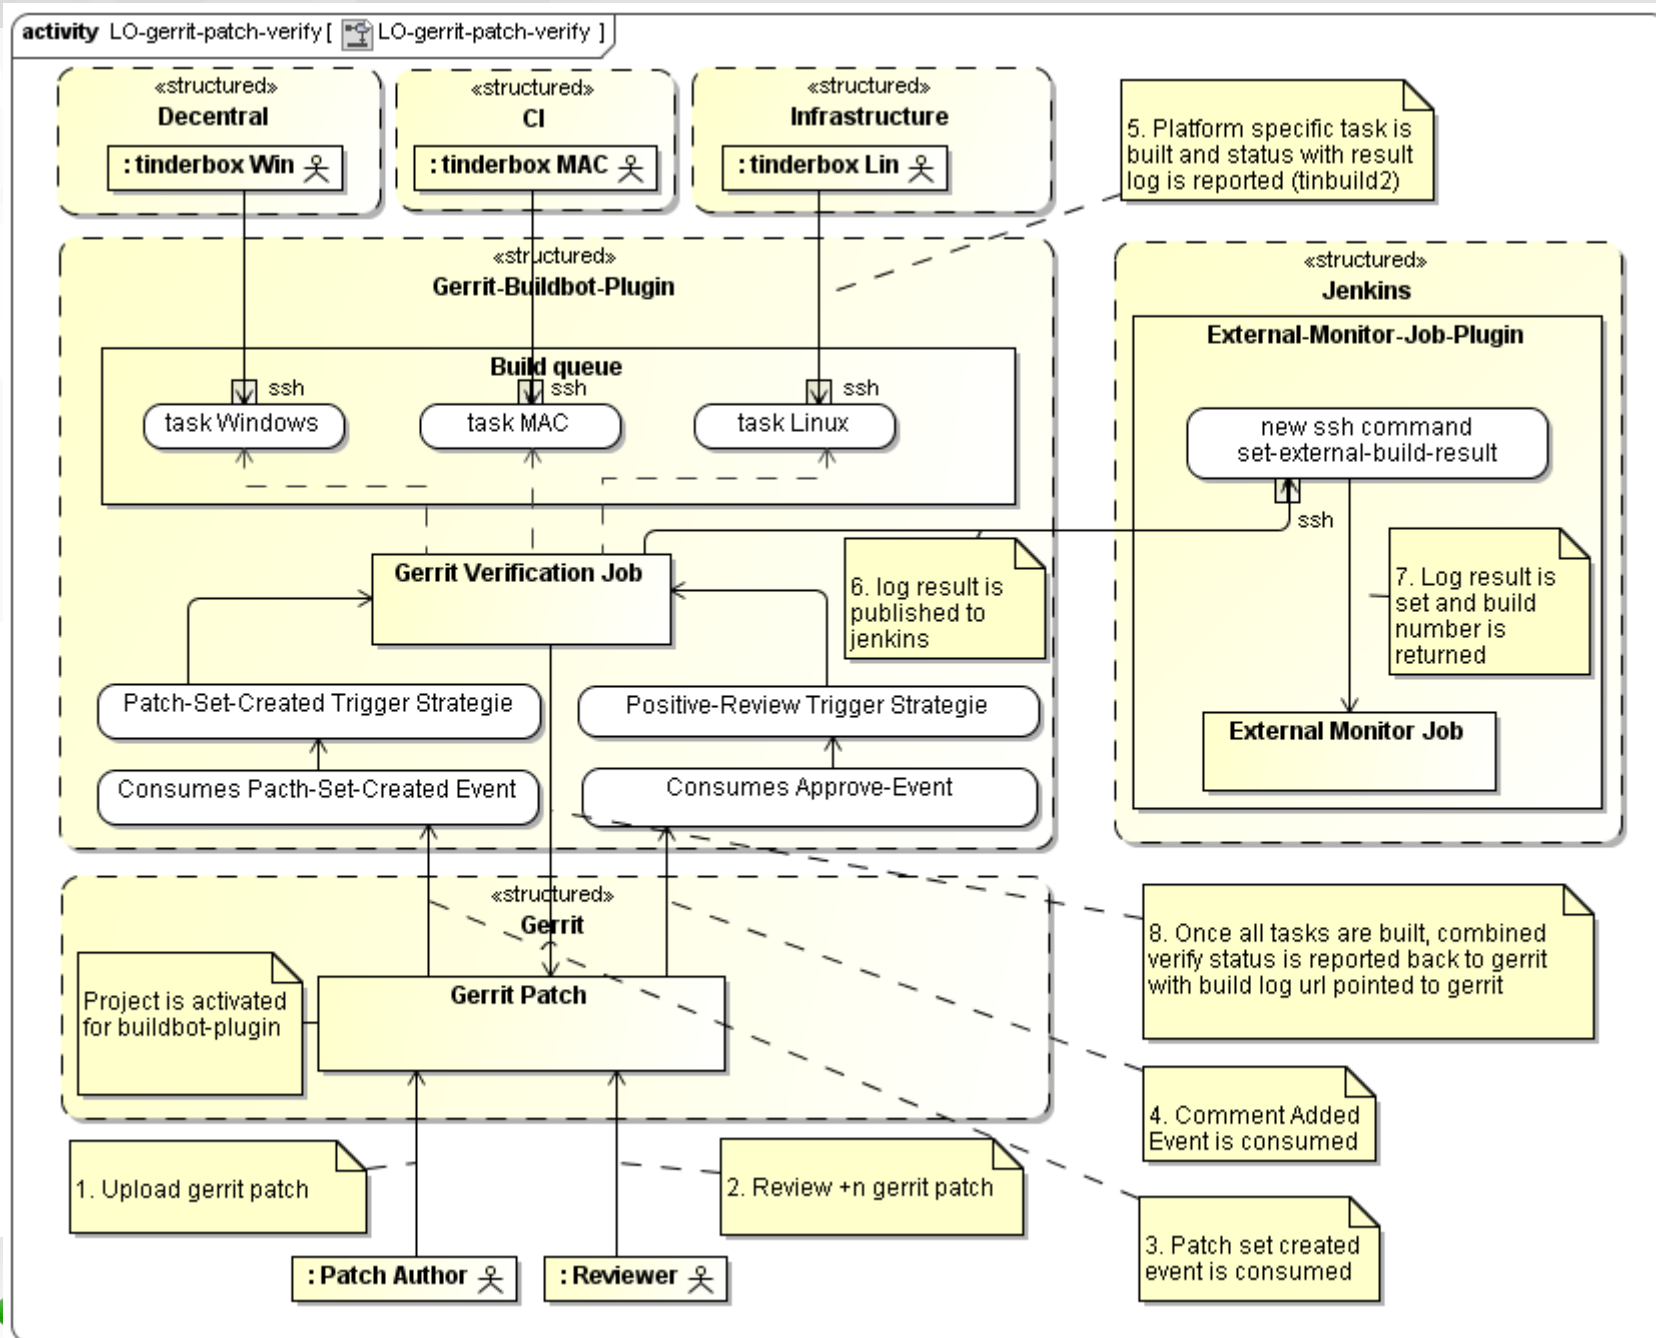 activity LO-gerrit-patch-verify [ LO-gerrit-patch-verify ]
«structured»
Decentral
: tinderbox Win
«structured»
CI
: tinderbox MAC
«structured»
Infrastructure
: tinderbox Lin
5. Platform specific task is
built and status with result
log is reported (tinbuild2)
«structured»
Gerrit-Buildbot-Plugin
Build queue
ssh
task Windows
ssh
task MAC
ssh
task Linux
Gerrit Verification Job
6. log result is
published to
jenkins
Patch-Set-Created Trigger Strategie
Positive-Review Trigger Strategie
Consumes Pacth-Set-Created Event
Consumes Approve-Event
«structured»
Jenkins
External-Monitor-Job-Plugin
new ssh command
set-external-build-result
ssh
7. Log result is
set and build
number is
returned
External Monitor Job
«structured»
Gerrit
Project is activated
for buildbot-plugin
Gerrit Patch
8. Once all tasks are built, combined
verify status is reported back to gerrit
with build log url pointed to gerrit
4. Comment Added
Event is consumed
1. Upload gerrit patch
2. Review +n gerrit patch
3. Patch set created
event is consumed
: Patch Author
: Reviewer